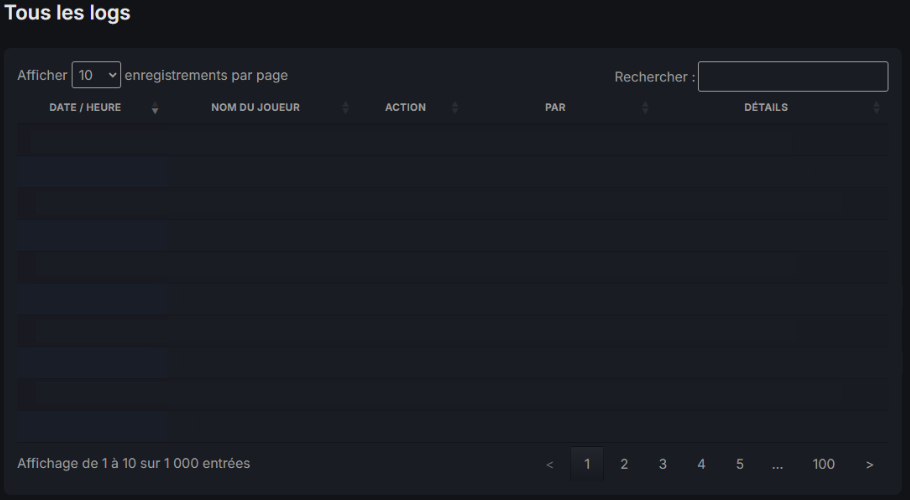 Tous les logs
Afficher 10 enregistrements par page Rechercher :
DATE / HEURE NOM DU JOUEUR ACTION PAR DÉTAILS
Affichage de 1 à 10 sur 1 000 entrées < 1 2 3 4 5 ... 100 >